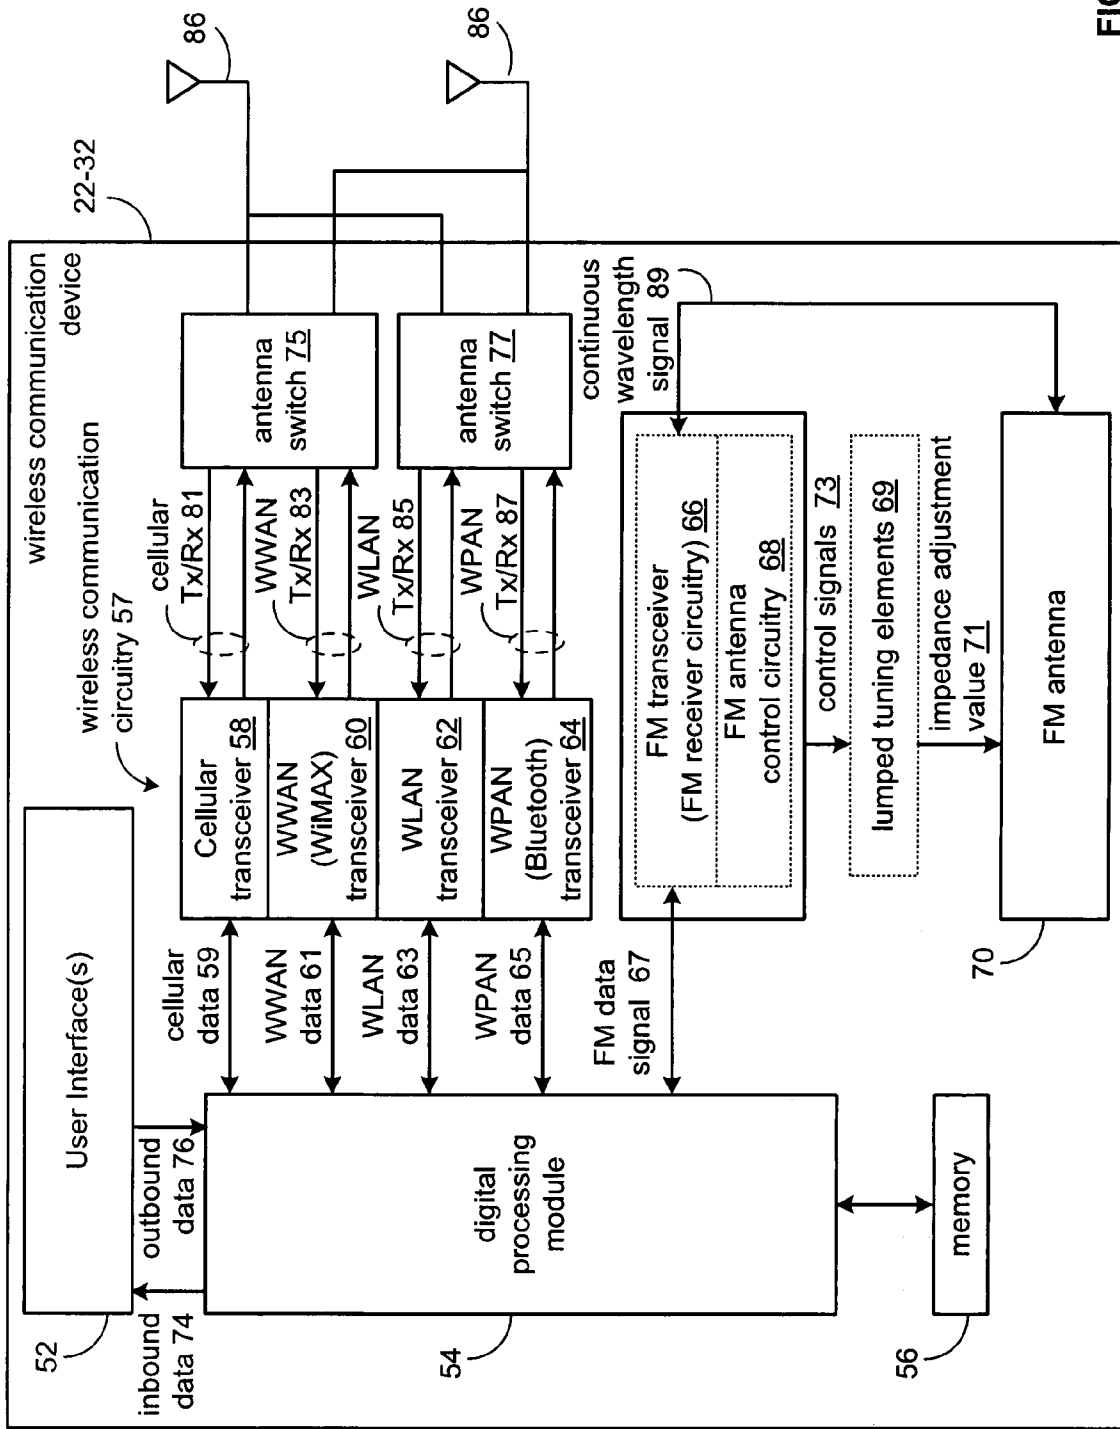 wireless communication
device
22-32
86
86
wireless communication
circuitry 57
User Interface(s)
52
inbound
data 74
outbound
data 76
digital
processing
module
54
memory
56
cellular
data 59
WWAN
data 61
WLAN
data 63
WPAN
data 65
FM data
signal 67
Cellular
transceiver 58
WWAN
(WiMAX)
transceiver 60
WLAN
transceiver 62
WPAN
(Bluetooth)
transceiver 64
cellular
Tx/Rx 81
WWAN
Tx/Rx 83
WLAN
Tx/Rx 85
WPAN
Tx/Rx 87
antenna
switch 75
antenna
switch 77
continuous
wavelength
signal 89
FM transceiver
(FM receiver circuitry) 66
FM antenna
control circuitry 68
control signals 73
lumped tuning elements 69
impedance adjustment
value 71
FM antenna
70